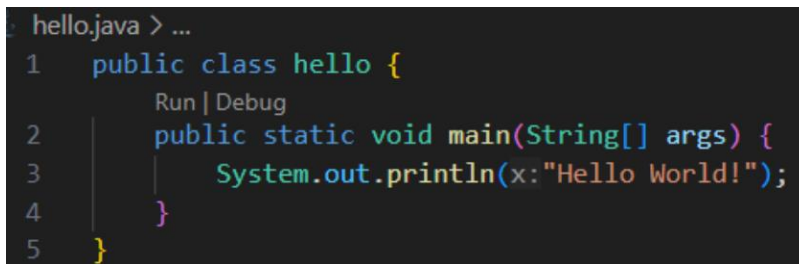 hello.java > ...
1 public class hello {
Run | Debug
2 public static void main(String[] args) {
3 System.out.println(x:"Hello World!");
4 }
5 }